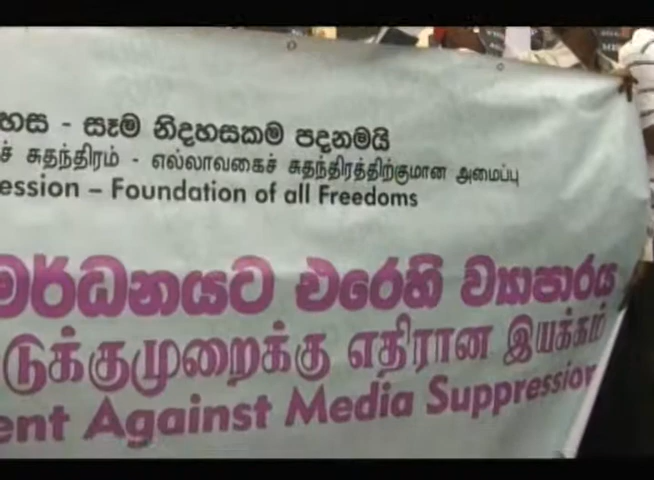 හස - සෑම නිදහසකම පදනමයි
ச் சுதந்திரம் - எல்லாவகைச் சுதந்திரத்திற்குமான அமைப்பு
ession – Foundation of all Freedoms
මර්ධනයට එරෙහි ව්‍යාපාරය
டுக்குமுறைக்கு எதிரான இயக்கம்
ent Against Media Suppression